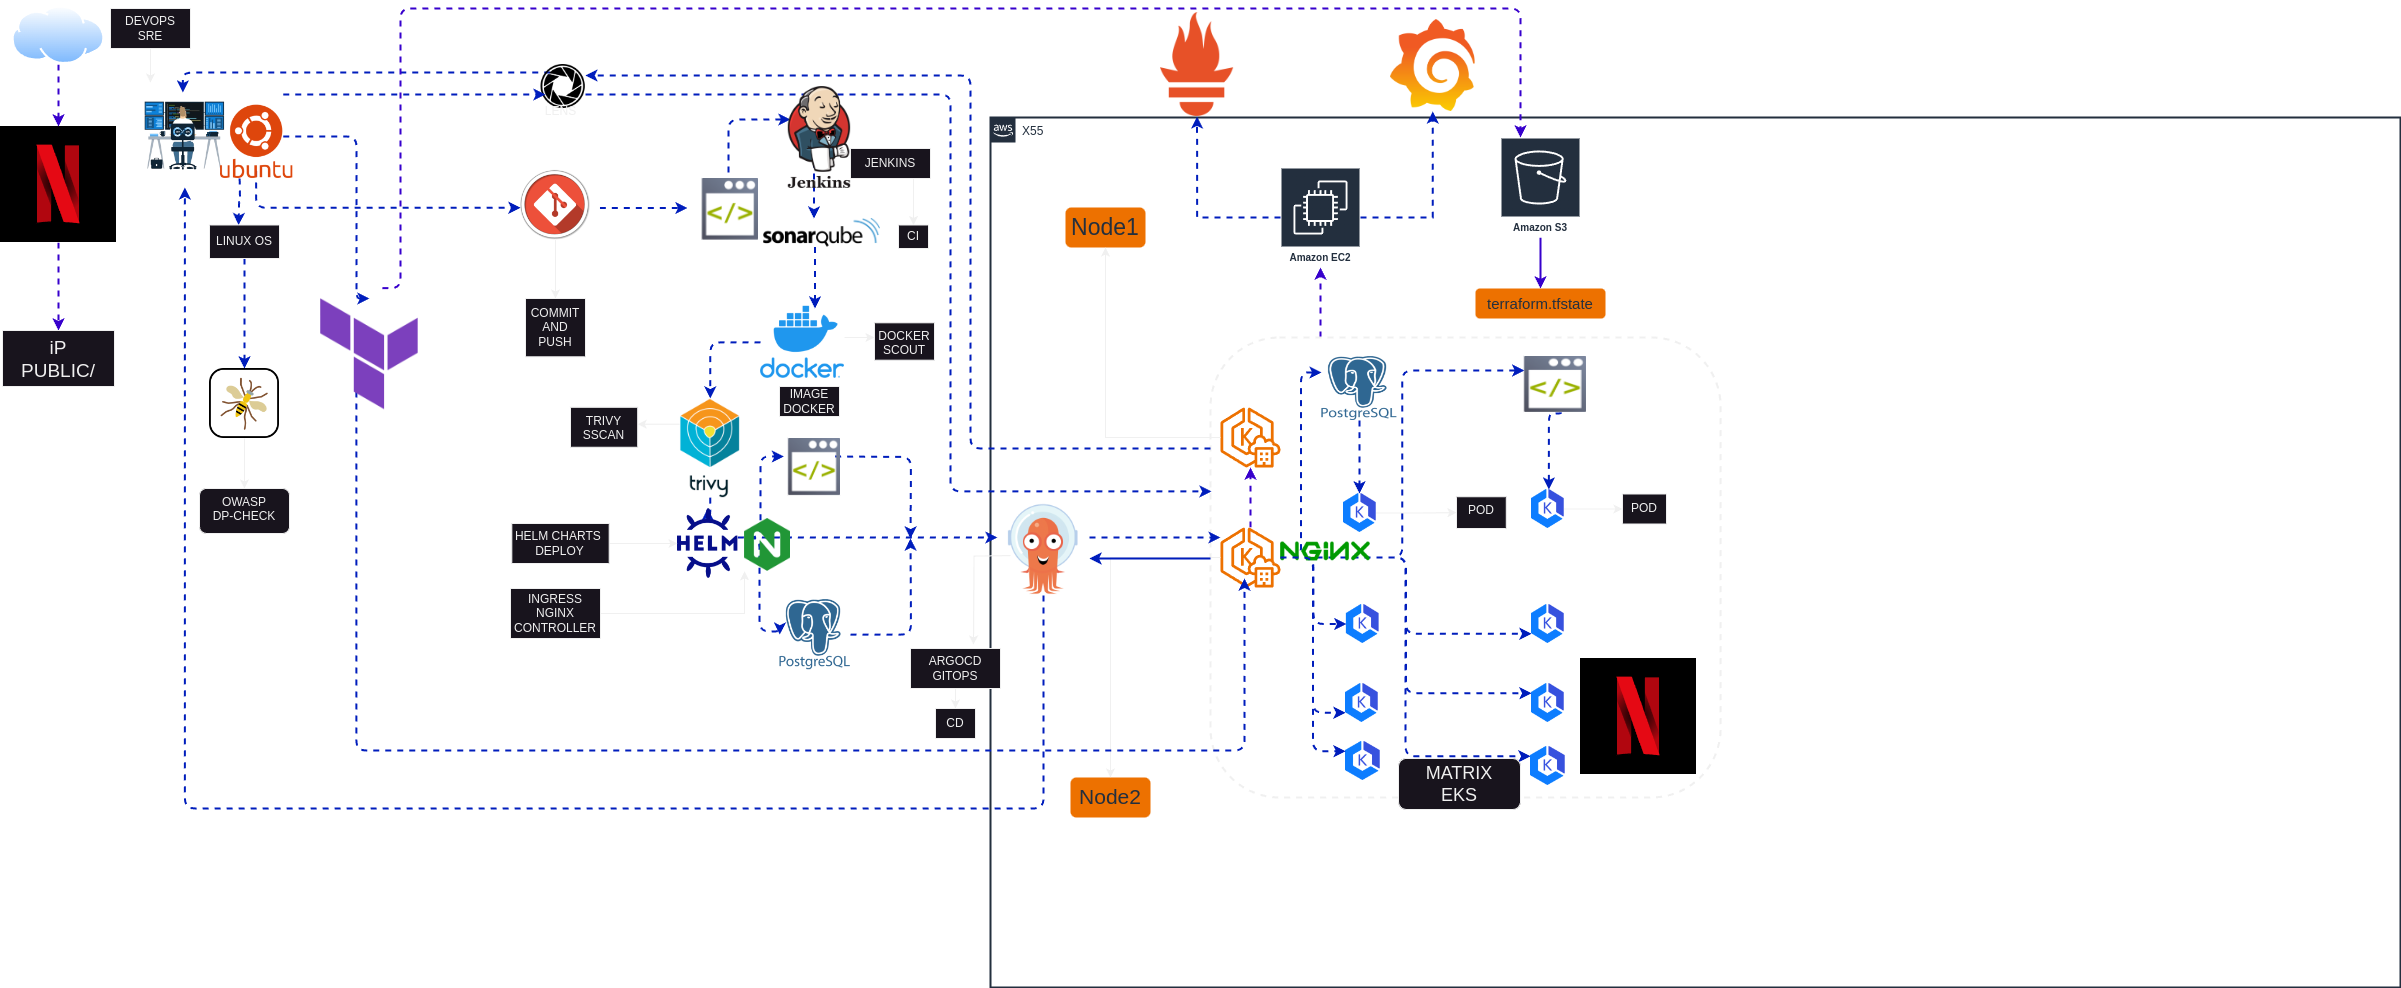 DEVOPS
SRE
ubuntu
LINUX OS
iP
PUBLIC/
OWASP
DP-CHECK
COMMIT
AND
PUSH
</>
Jenkins
JENKINS
CI
sonarqube
docker
DOCKER
SCOUT
IMAGE
DOCKER
TRIVY
SSCAN
trivy
</>
HELM CHARTS
DEPLOY
HELM
N
INGRESS
NGINX
CONTROLLER
PostgreSQL
ARGOCD
GITOPS
CD
aws
X55
Node1
Amazon EC2
Amazon S3
terraform.tfstate
PostgreSQL
</>
K
K
POD
K
POD
K
NGiNX
K
K
K
K
K
K
MATRIX
EKS
Node2